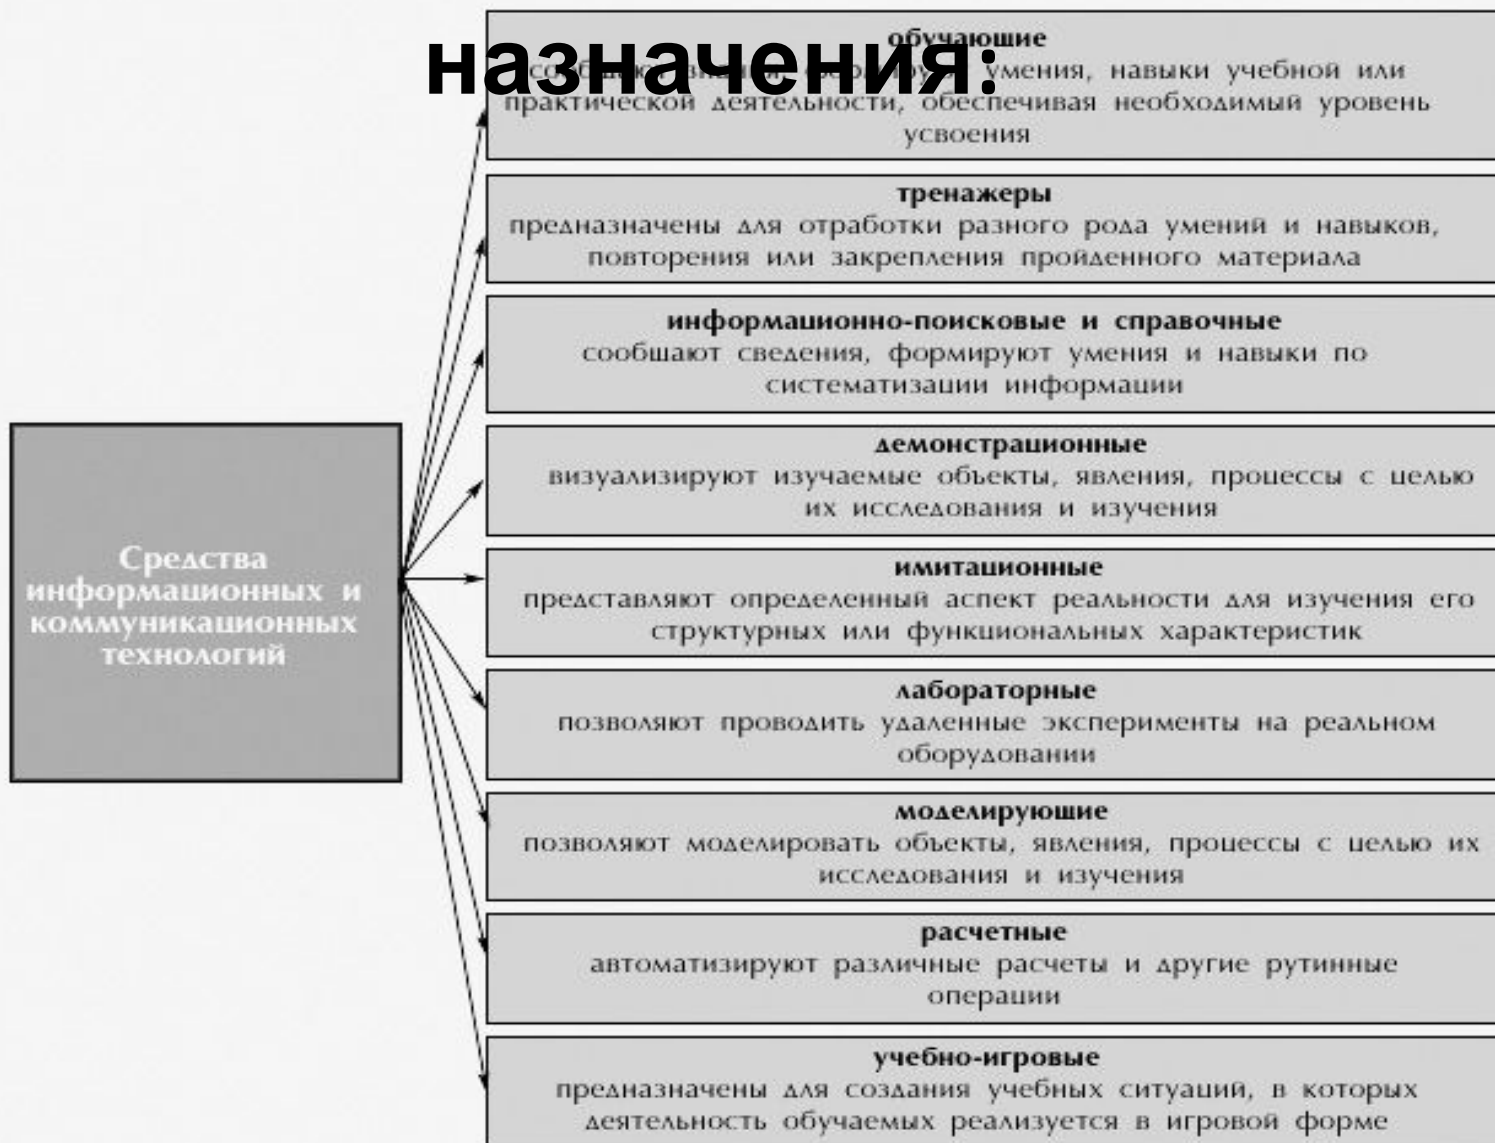 назначения:
обучающие
сообщают знания, формируют умения, навыки учебной или
практической деятельности, обеспечивая необходимый уровень
усвоения
тренажеры
предназначены для отработки разного рода умений и навыков,
повторения или закрепления пройденного материала
информационно-поисковые и справочные
сообщают сведения, формируют умения и навыки по
систематизации информации
демонстрационные
визуализируют изучаемые объекты, явления, процессы с целью
их исследования и изучения
Средства
информационных и
коммуникационных
технологий
имитационные
представляют определенный аспект реальности для изучения его
структурных или функциональных характеристик
лабораторные
позволяют проводить удаленные эксперименты на реальном
оборудовании
моделирующие
позволяют моделировать объекты, явления, процессы с целью их
исследования и изучения
расчетные
автоматизируют различные расчеты и другие рутинные
операции
учебно-игровые
предназначены для создания учебных ситуаций, в которых
деятельность обучаемых реализуется в игровой форме